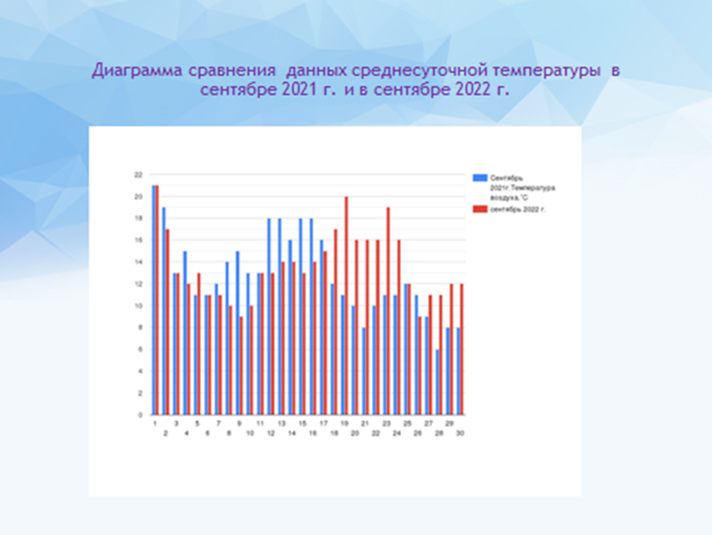 Диаграмма сравнения данных среднесуточной температуры в
сентябре 2021 г. и в сентябре 2022 г.
22
20
18
16
14
12
10
8
6
4
2
0
Сентябрь
2021г.Температура
воздуха,°C
сентябрь 2022 г.
1 3 5 7 9 11 13 15 17 19 21 23 25 27 29
2 4 6 8 10 12 14 16 18 20 22 24 26 28 30